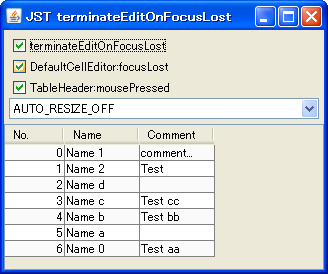 JST terminateEditOnFocusLost
terminateEditOnFocusLost
DefaultCellEditor:focusLost
TableHeader:mousePressed
AUTO_RESIZE_OFF
No. Name Comment
0 Name 1 comment...
1 Name 2 Test
2 Name d
3 Name c Test cc
4 Name b Test bb
5 Name a
6 Name 0 Test aa